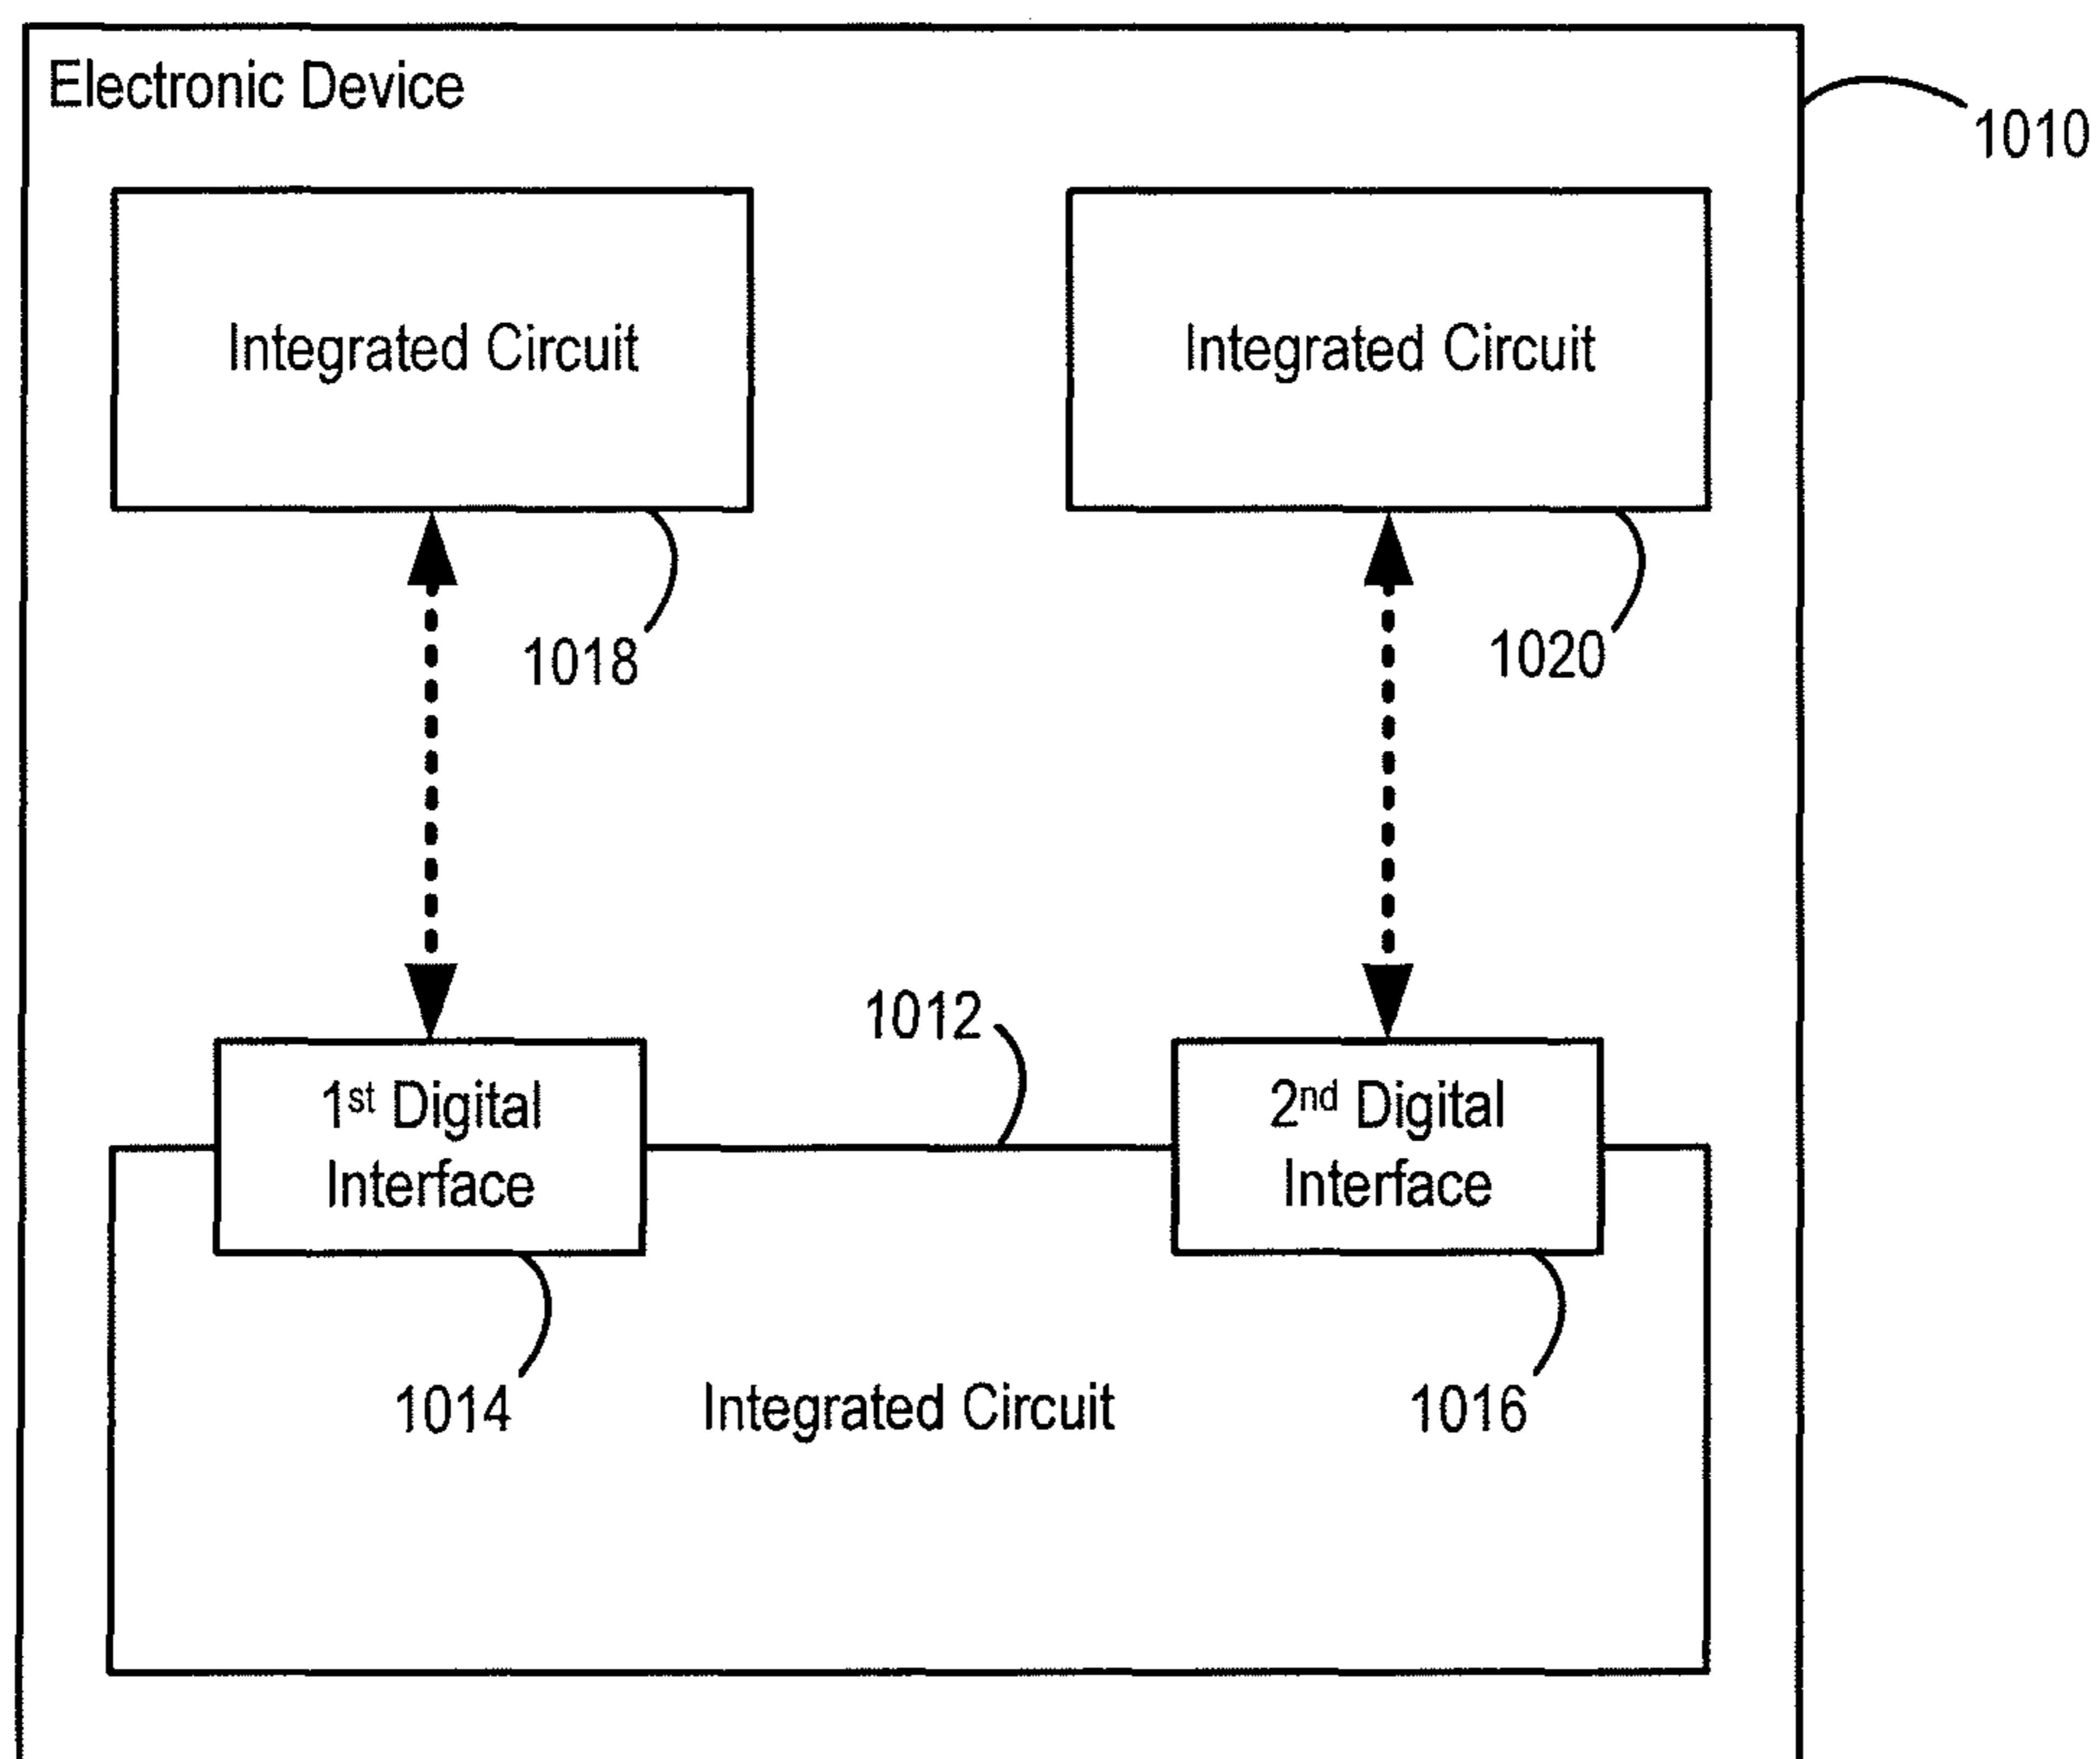 Electronic Device
1010
Integrated Circuit
Integrated Circuit
1018
1020
1012
1st Digital
Interface
2nd Digital
Interface
1014
Integrated Circuit
1016